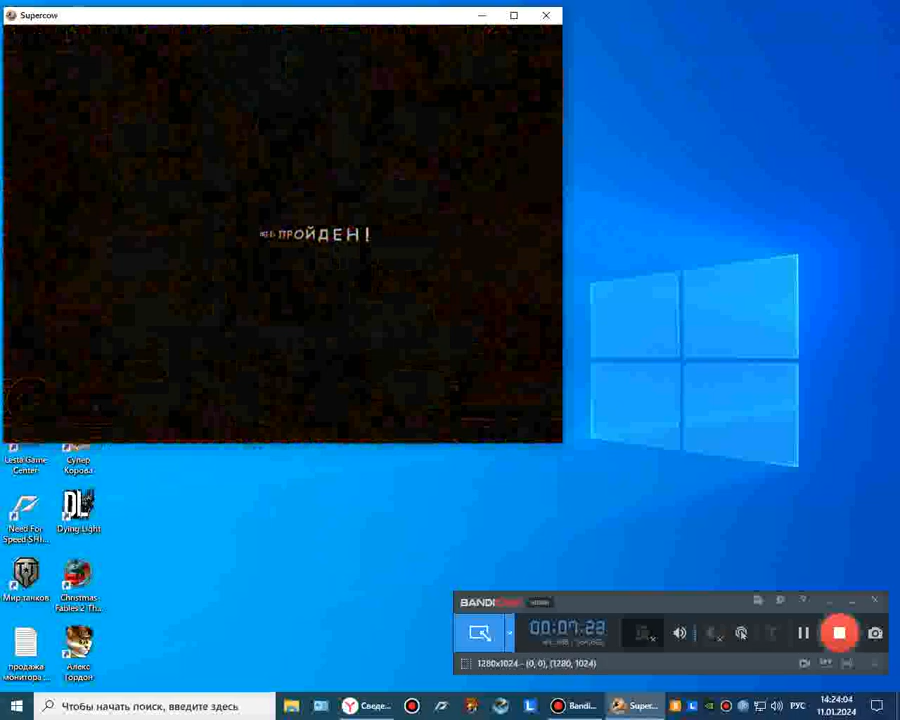 Supercow
ПРОЙДЕН!
Lesta Game
Center
Супер
Корова
Need For
Speed SHI...
Dying Light
Мир танков
Christmas
Fables 2 Th...
продажа
монитора ...
Алекс
Гордон
BANDICAM
00:07:28
1280x1024 - (0, 0), (1280, 1024)
Чтобы начать поиск, введите здесь
Сведе...
Bandi...
Super...
РУС
14:24:04
11.01.2024